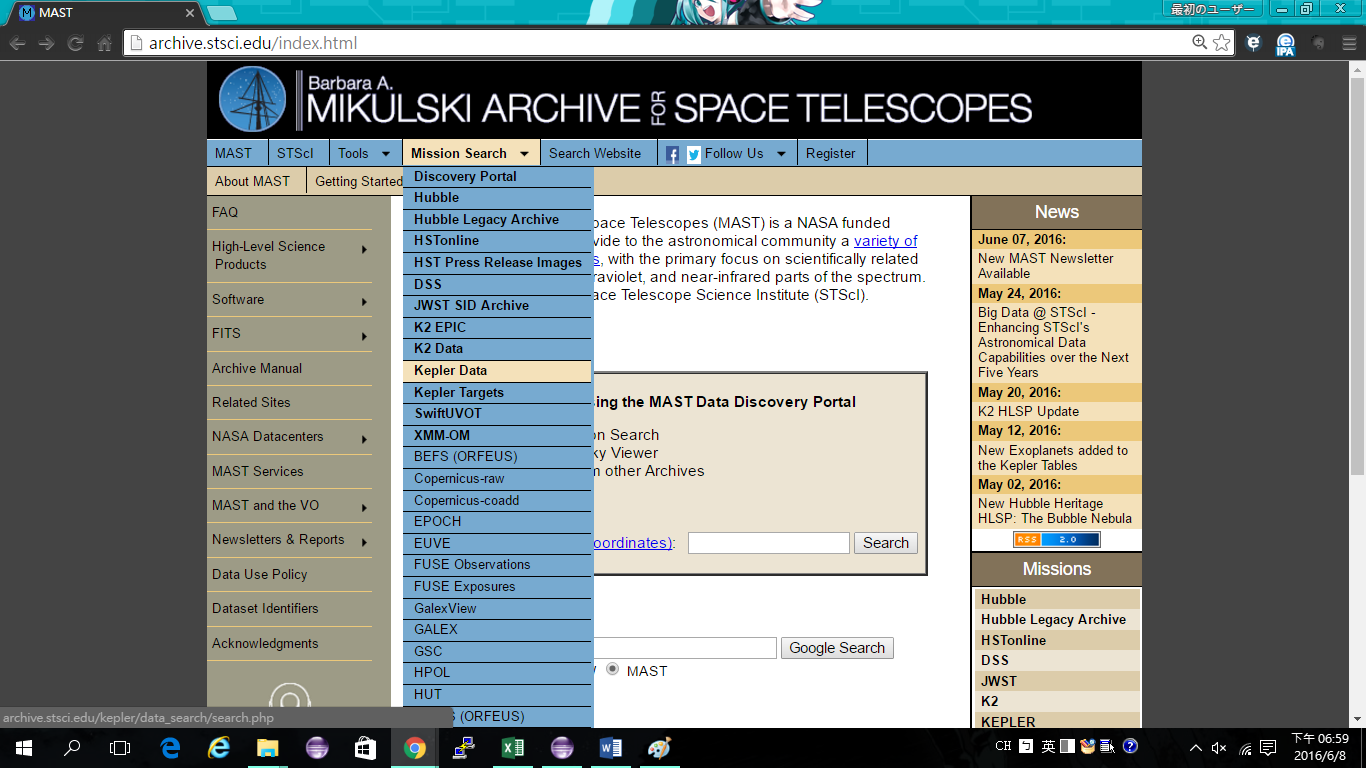 MAST
最初のユーザー
archive.stsci.edu/index.html
IPA
Barbara A.
MIKULSKI ARCHIVE FOR SPACE TELESCOPES
MAST
STScI
Tools
Mission Search
Search Website
Follow Us
Register
About MAST
Getting Started
FAQ
High-Level Science
Products
Software
FITS
Archive Manual
Related Sites
NASA Datacenters
MAST Services
MAST and the VO
Newsletters & Reports
Data Use Policy
Dataset Identifiers
Acknowledgments
Discovery Portal
Hubble
Hubble Legacy Archive
HSTonline
HST Press Release Images
DSS
JWST SID Archive
K2 EPIC
K2 Data
Kepler Data
Kepler Targets
SwiftUVOT
XMM-OM
BEFS (ORFEUS)
Copernicus-raw
Copernicus-coadd
EPOCH
EUVE
FUSE Observations
FUSE Exposures
GalexView
GALEX
GSC
HPOL
HUT
S (ORFEUS)
pace Telescopes (MAST) is a NASA funded
vide to the astronomical community a variety of
s, with the primary focus on scientifically related
raviolet, and near-infrared parts of the spectrum.
ace Telescope Science Institute (STScI).
ing the MAST Data Discovery Portal
on Search
ky Viewer
m other Archives
oordinates):
Search
Google Search
MAST
News
June 07, 2016:
New MAST Newsletter
Available
May 24, 2016:
Big Data @ STScI -
Enhancing STScI's
Astronomical Data
Capabilities over the Next
Five Years
May 20, 2016:
K2 HLSP Update
May 12, 2016:
New Exoplanets added to
the Kepler Tables
May 02, 2016:
New Hubble Heritage
HLSP: The Bubble Nebula
RSS 2.0
Missions
Hubble
Hubble Legacy Archive
HSTonline
DSS
JWST
K2
KEPLER
archive.stsci.edu/kepler/data_search/search.php
CH
英
下午 06:59
2016/6/8